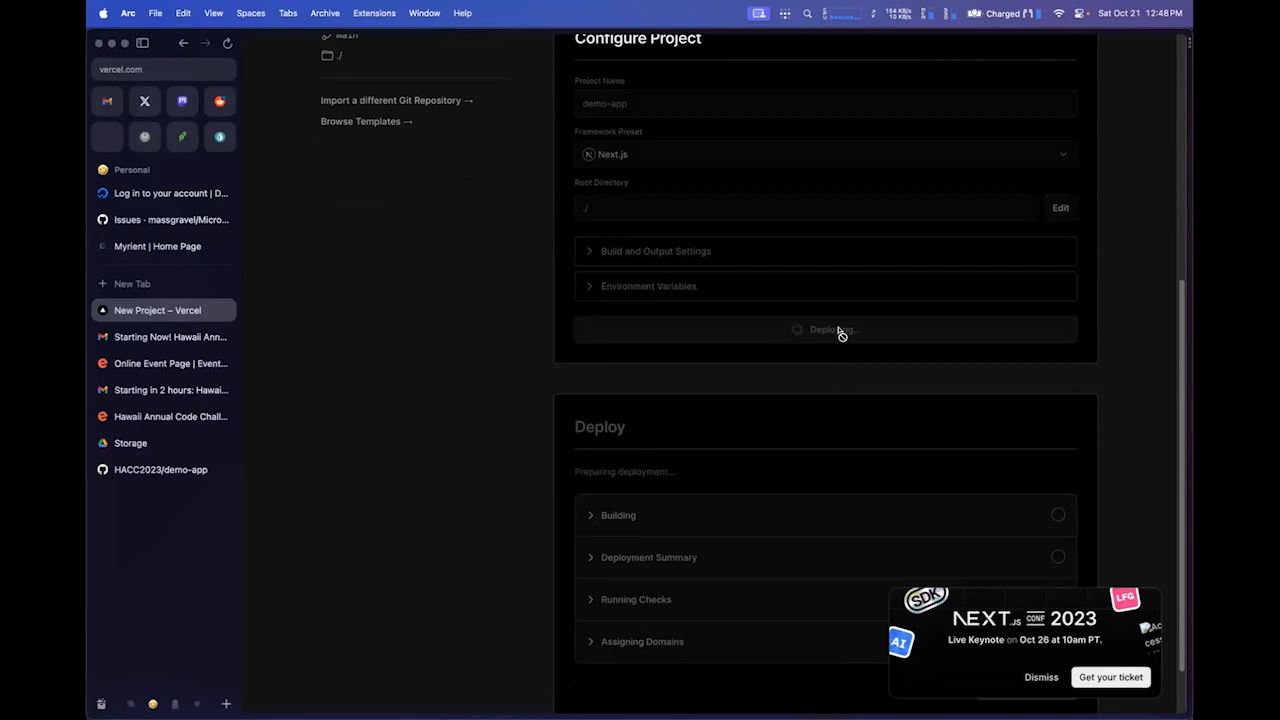 Arc File Edit View Spaces Tabs Archive Extensions Window Help
154 KB/s
10 KB/s
Charged
Sat Oct 21 12:48 PM
vercel.com
Personal
Log in to your account | D...
Issues · massgravel/Micro...
Myrient | Home Page
New Tab
New Project – Vercel
Starting Now! Hawaii Ann...
Online Event Page | Event...
Starting in 2 hours: Hawai...
Hawaii Annual Code Chall...
Storage
HACC2023/demo-app
main
./
Import a different Git Repository →
Browse Templates →
Configure Project
Project Name
demo-app
Framework Preset
Next.js
Root Directory
./
Edit
Build and Output Settings
Environment Variables
Deploying...
Deploy
Preparing deployment...
Building
Deployment Summary
Running Checks
Assigning Domains
SDK
LFG
AI
NEXT.JS CONF 2023
Live Keynote on Oct 26 at 10am PT.
Dismiss
Get your ticket